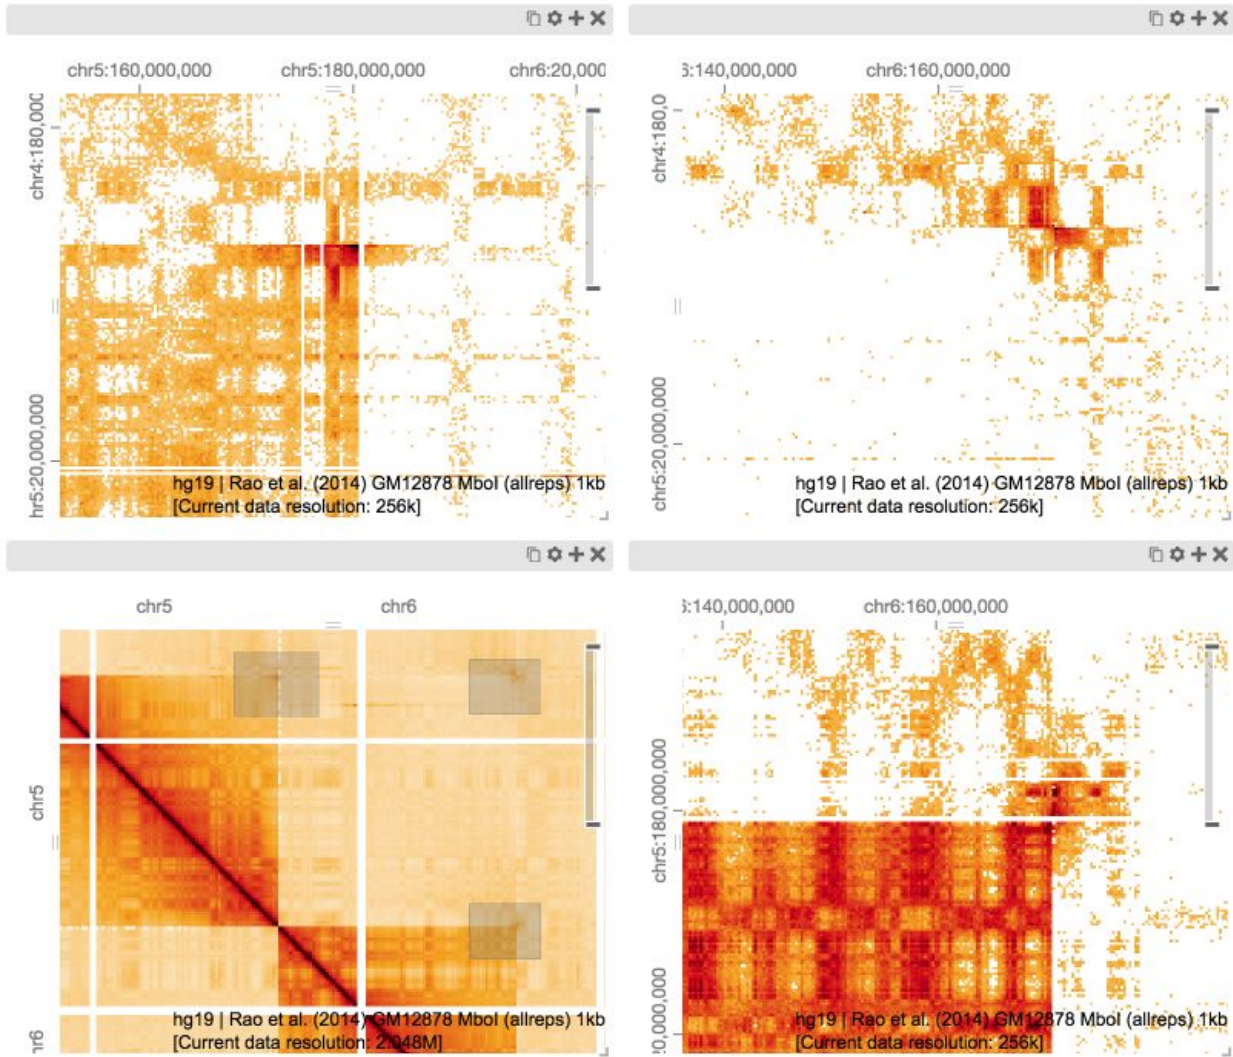 chr5:160,000,000 chr5:180,000,000 chr6:20,000
chr4:180,000
hr5:20,000,000
hg19 | Rao et al. (2014) GM12878 MboI (allreps) 1kb
[Current data resolution: 256k]
5:140,000,000 chr6:160,000,000
chr4:180,0
chr5:20,000,000
hg19 | Rao et al. (2014) GM12878 MboI (allreps) 1kb
[Current data resolution: 256k]
chr5 chr6
chr5
hr6
hg19 | Rao et al. (2014) GM12878 MboI (allreps) 1kb
[Current data resolution: 2.048M]
:140,000,000 chr6:160,000,000
chr5:180,000,000
0,000,000
hg19 | Rao et al. (2014) GM12878 MboI (allreps) 1kb
[Current data resolution: 256k]